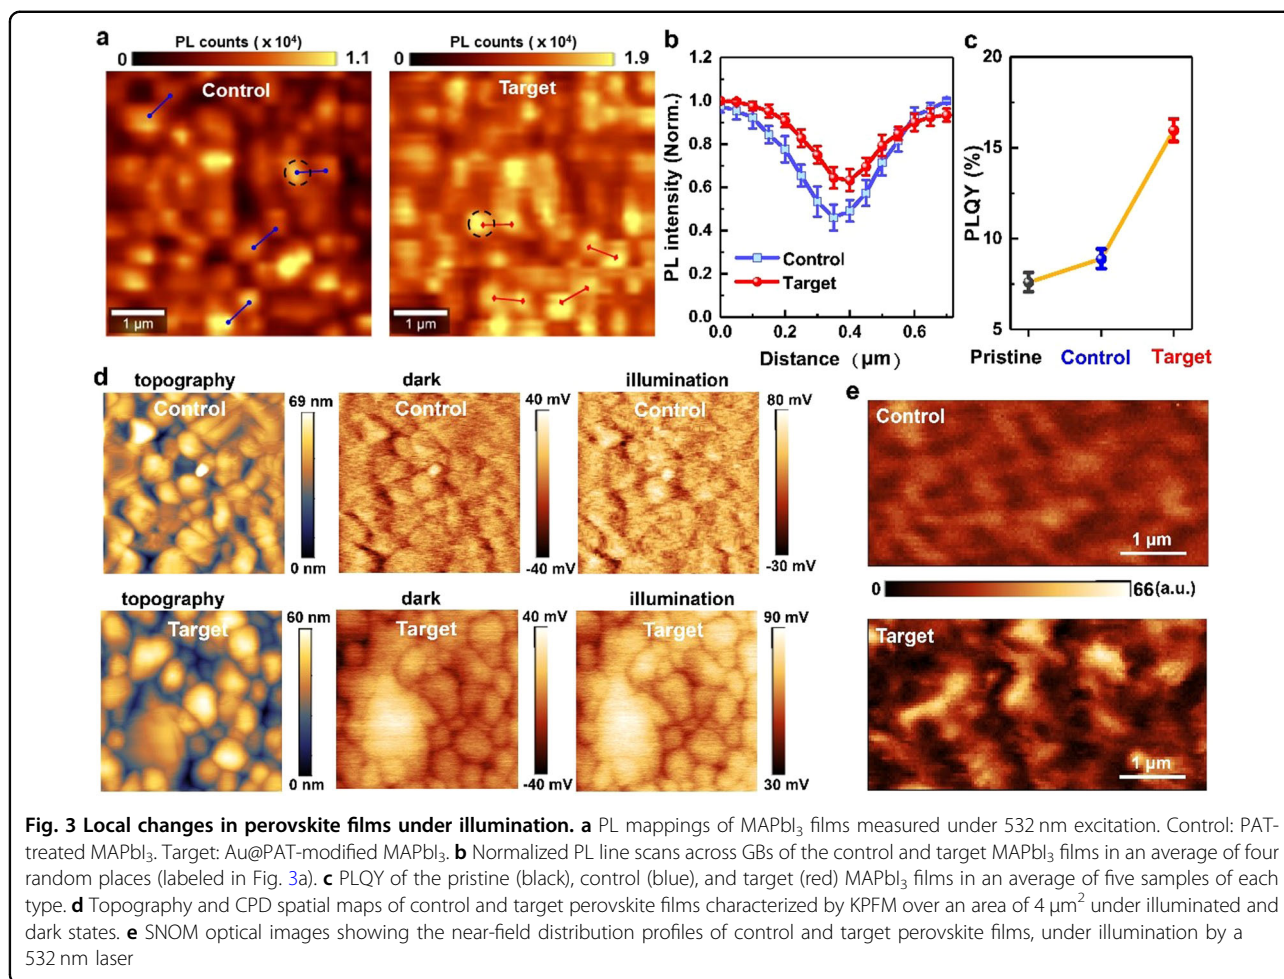 a
PL counts ( x 10⁴)
0 1.1
Control
1 μm
PL counts ( x 10⁴)
0 1.9
Target
1 μm
b
PL intensity (Norm.)
1.2
1.0
0.8
0.6
0.4
0.2
0.0
Control
Target
0.0 0.2 0.4 0.6
Distance (μm)
c
PLQY (%)
20
15
10
5
Pristine Control Target
d
topography
Control
69 nm
0 nm
dark
Control
40 mV
-40 mV
illumination
Control
80 mV
-30 mV
topography
Target
60 nm
0 nm
dark
Target
40 mV
-40 mV
illumination
Target
90 mV
30 mV
e
Control
1 μm
0 66 (a.u.)
Target
1 μm
Fig. 3 Local changes in perovskite films under illumination. a PL mappings of MAPbI₃ films measured under 532 nm excitation. Control: PAT-
treated MAPbI₃. Target: Au@PAT-modified MAPbI₃. b Normalized PL line scans across GBs of the control and target MAPbI₃ films in an average of four
random places (labeled in Fig. 3a). c PLQY of the pristine (black), control (blue), and target (red) MAPbI₃ films in an average of five samples of each
type. d Topography and CPD spatial maps of control and target perovskite films characterized by KPFM over an area of 4 μm² under illuminated and
dark states. e SNOM optical images showing the near-field distribution profiles of control and target perovskite films, under illumination by a
532 nm laser